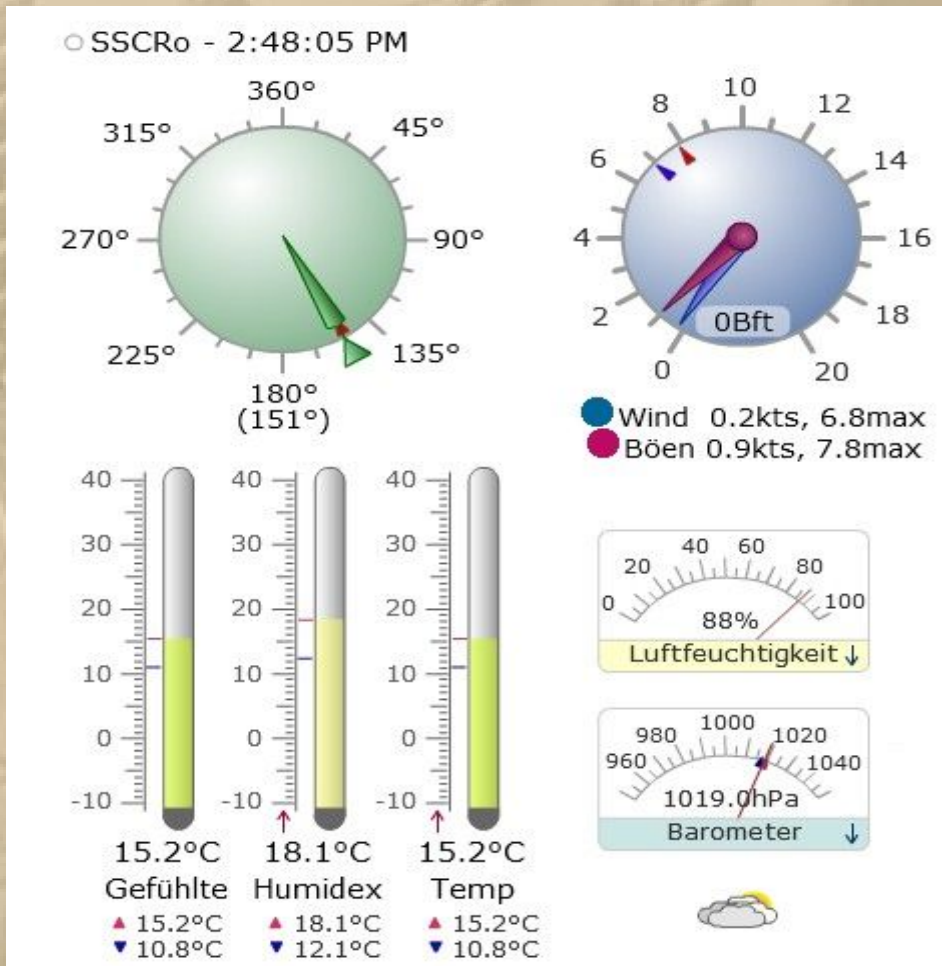 SSCRo - 2:48:05 PM
360°
315° 45°
270° 90°
225° 135°
180°
(151°)
10
8 12
6 14
4 16
2 18
0 20
0Bft
Wind 0.2kts, 6.8max
Böen 0.9kts, 7.8max
40 40 40
30 30 30
20 20 20
10 10 10
0 0 0
-10 -10 -10
15.2°C 18.1°C 15.2°C
Gefühlte Humidex Temp
▲ 15.2°C ▲ 18.1°C ▲ 15.2°C
▼ 10.8°C ▼ 12.1°C ▼ 10.8°C
0 20 40 60 80 100
88%
Luftfeuchtigkeit ↓
960 980 1000 1020 1040
1019.0hPa
Barometer ↓